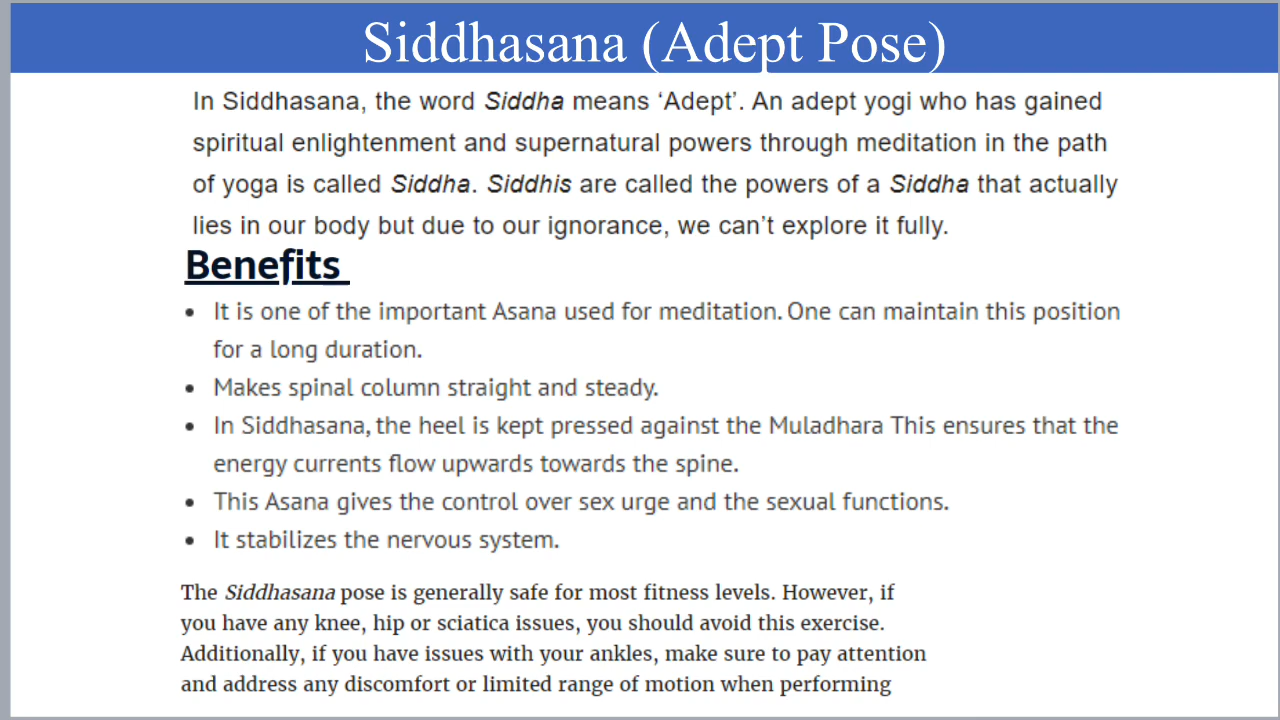 Siddhasana (Adept Pose)
In Siddhasana, the word Siddha means ‘Adept’. An adept yogi who has gained
spiritual enlightenment and supernatural powers through meditation in the path
of yoga is called Siddha. Siddhis are called the powers of a Siddha that actually
lies in our body but due to our ignorance, we can’t explore it fully.
Benefits
• It is one of the important Asana used for meditation. One can maintain this position
for a long duration.
• Makes spinal column straight and steady.
• In Siddhasana, the heel is kept pressed against the Muladhara This ensures that the
energy currents flow upwards towards the spine.
• This Asana gives the control over sex urge and the sexual functions.
• It stabilizes the nervous system.
The Siddhasana pose is generally safe for most fitness levels. However, if
you have any knee, hip or sciatica issues, you should avoid this exercise.
Additionally, if you have issues with your ankles, make sure to pay attention
and address any discomfort or limited range of motion when performing